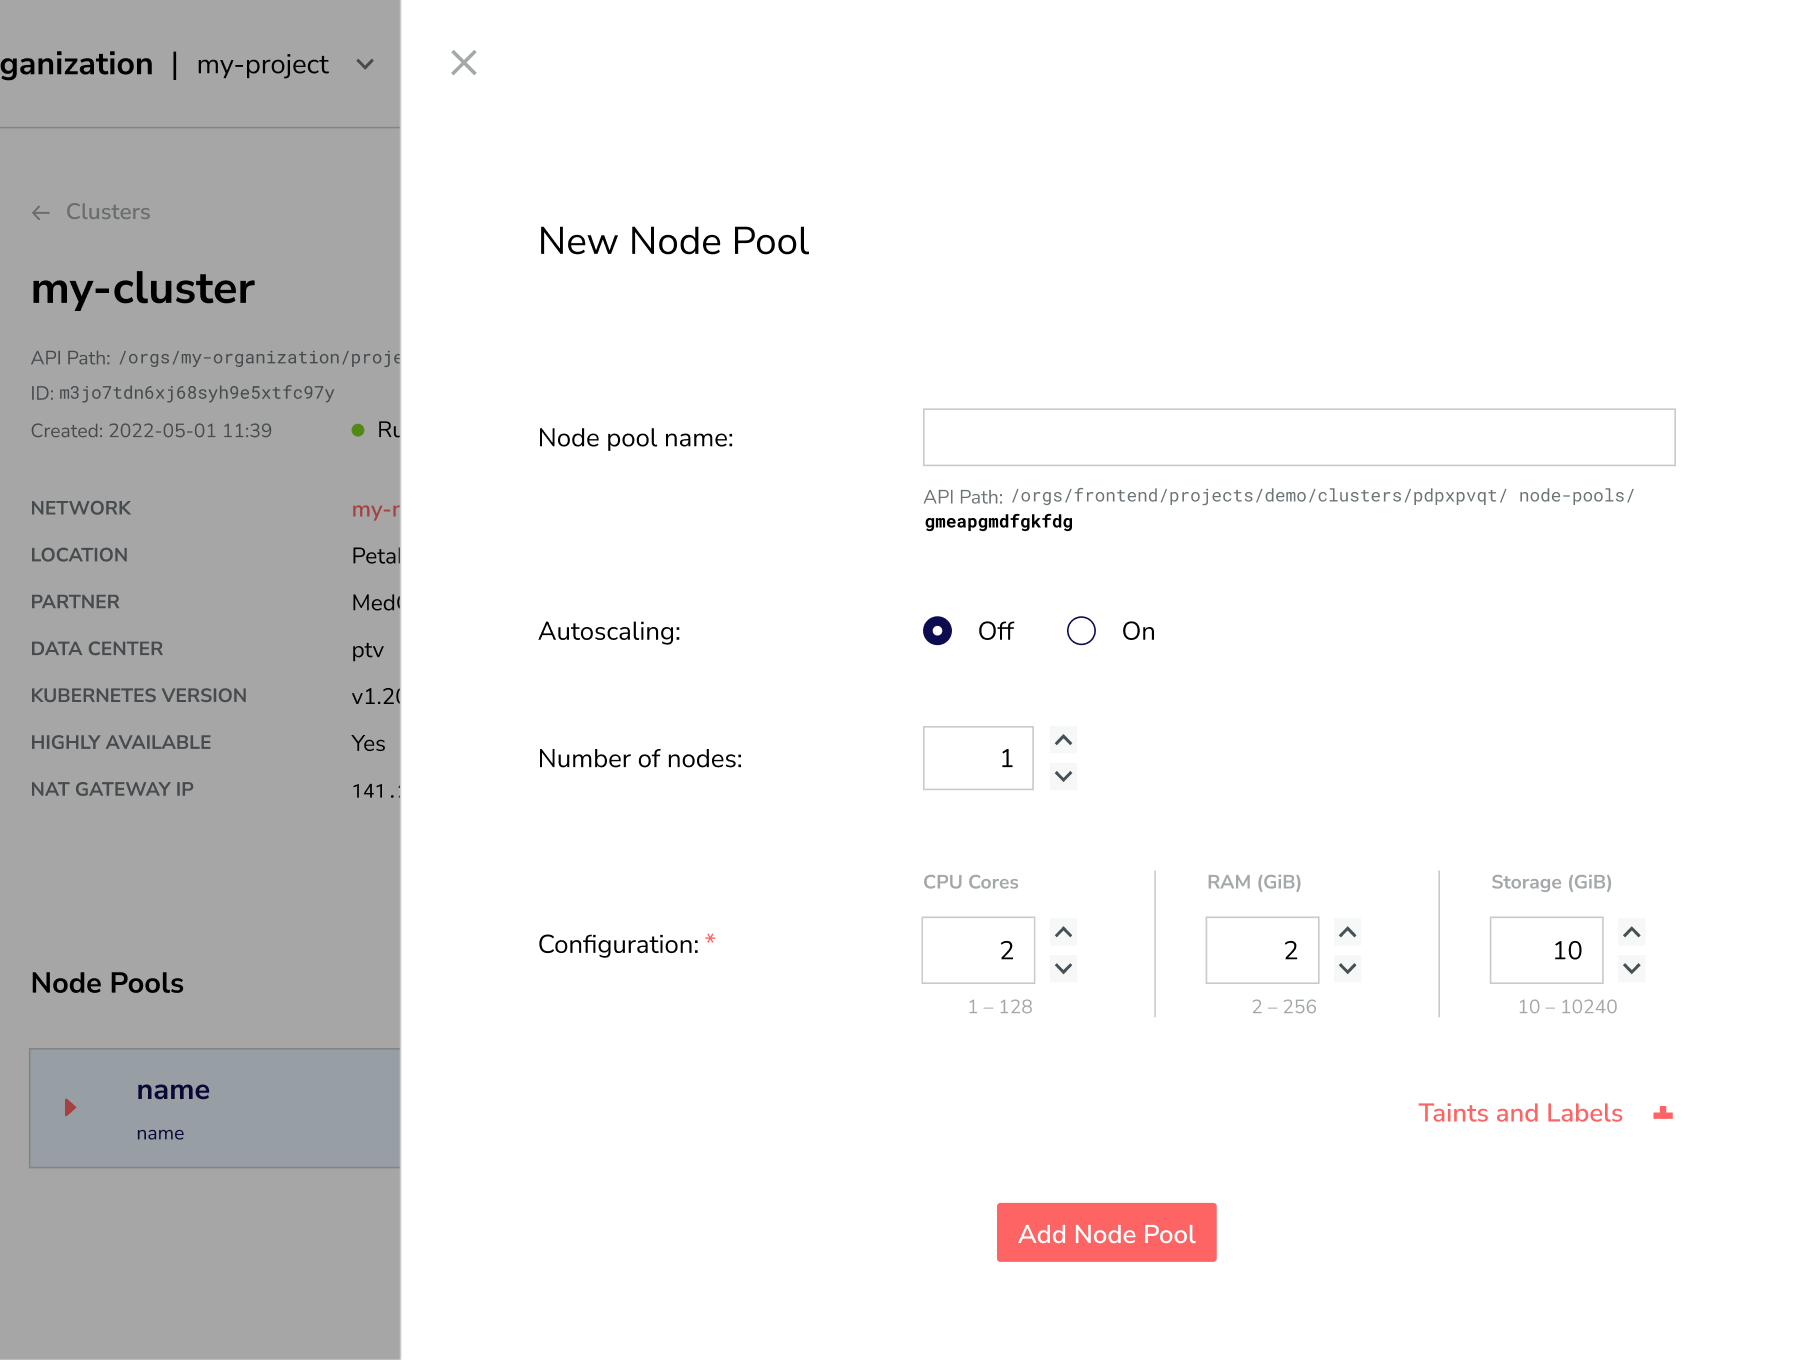 ganization | my-project
Clusters
my-cluster
API Path: /orgs/my-organization/proje
ID: m3jo7tdn6xj68syh9e5xtfc97y
Created: 2022-05-01 11:39 Ru
NETWORK my-r
LOCATION Petal
PARTNER Med
DATA CENTER ptv
KUBERNETES VERSION v1.20
HIGHLY AVAILABLE Yes
NAT GATEWAY IP 141.
Node Pools
name
name
New Node Pool
Node pool name:
API Path: /orgs/frontend/projects/demo/clusters/pdpxpvqt/ node-pools/
gmeapgmdfgkfdg
Autoscaling: Off On
Number of nodes: 1
CPU Cores RAM (GiB) Storage (GiB)
Configuration: * 2 2 10
1 – 128 2 – 256 10 – 10240
Taints and Labels
Add Node Pool